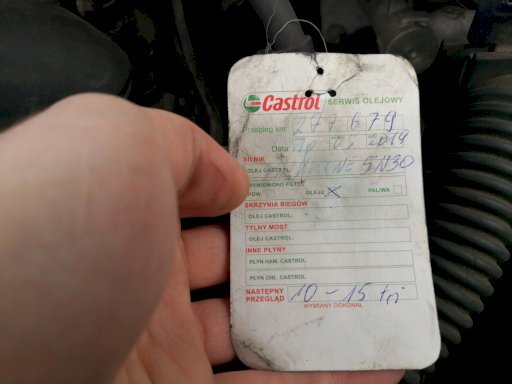 Castrol SERWIS OLEJOWY
Przebieg km: 277679
Data: 05 2019
SILNIK
OLEJ CASTROL: 5W30
WYMIENIONO FILTR:
POW. OLEJU X PALIWA
SKRZYNIA BIEGÓW
OLEJ CASTROL:
TYLNY MOST
OLEJ CASTROL:
INNE PŁYNY
PŁYN HAM. CASTROL
PŁYN CHŁ. CASTROL
NASTĘPNY PRZEGLĄD 10-15
WYMIANY DOKONAŁ